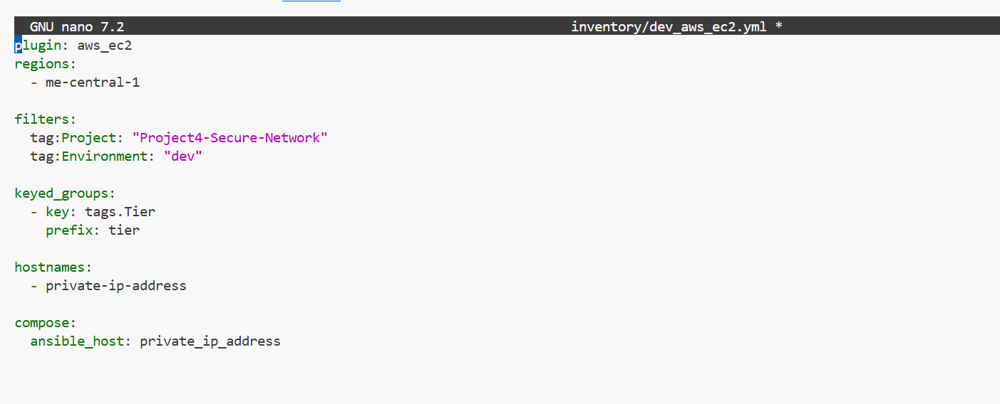 GNU nano 7.2 inventory/dev_aws_ec2.yml *
plugin: aws_ec2
regions:
  - me-central-1

filters:
  tag:Project: "Project4-Secure-Network"
  tag:Environment: "dev"

keyed_groups:
  - key: tags.Tier
    prefix: tier

hostnames:
  - private-ip-address

compose:
  ansible_host: private_ip_address